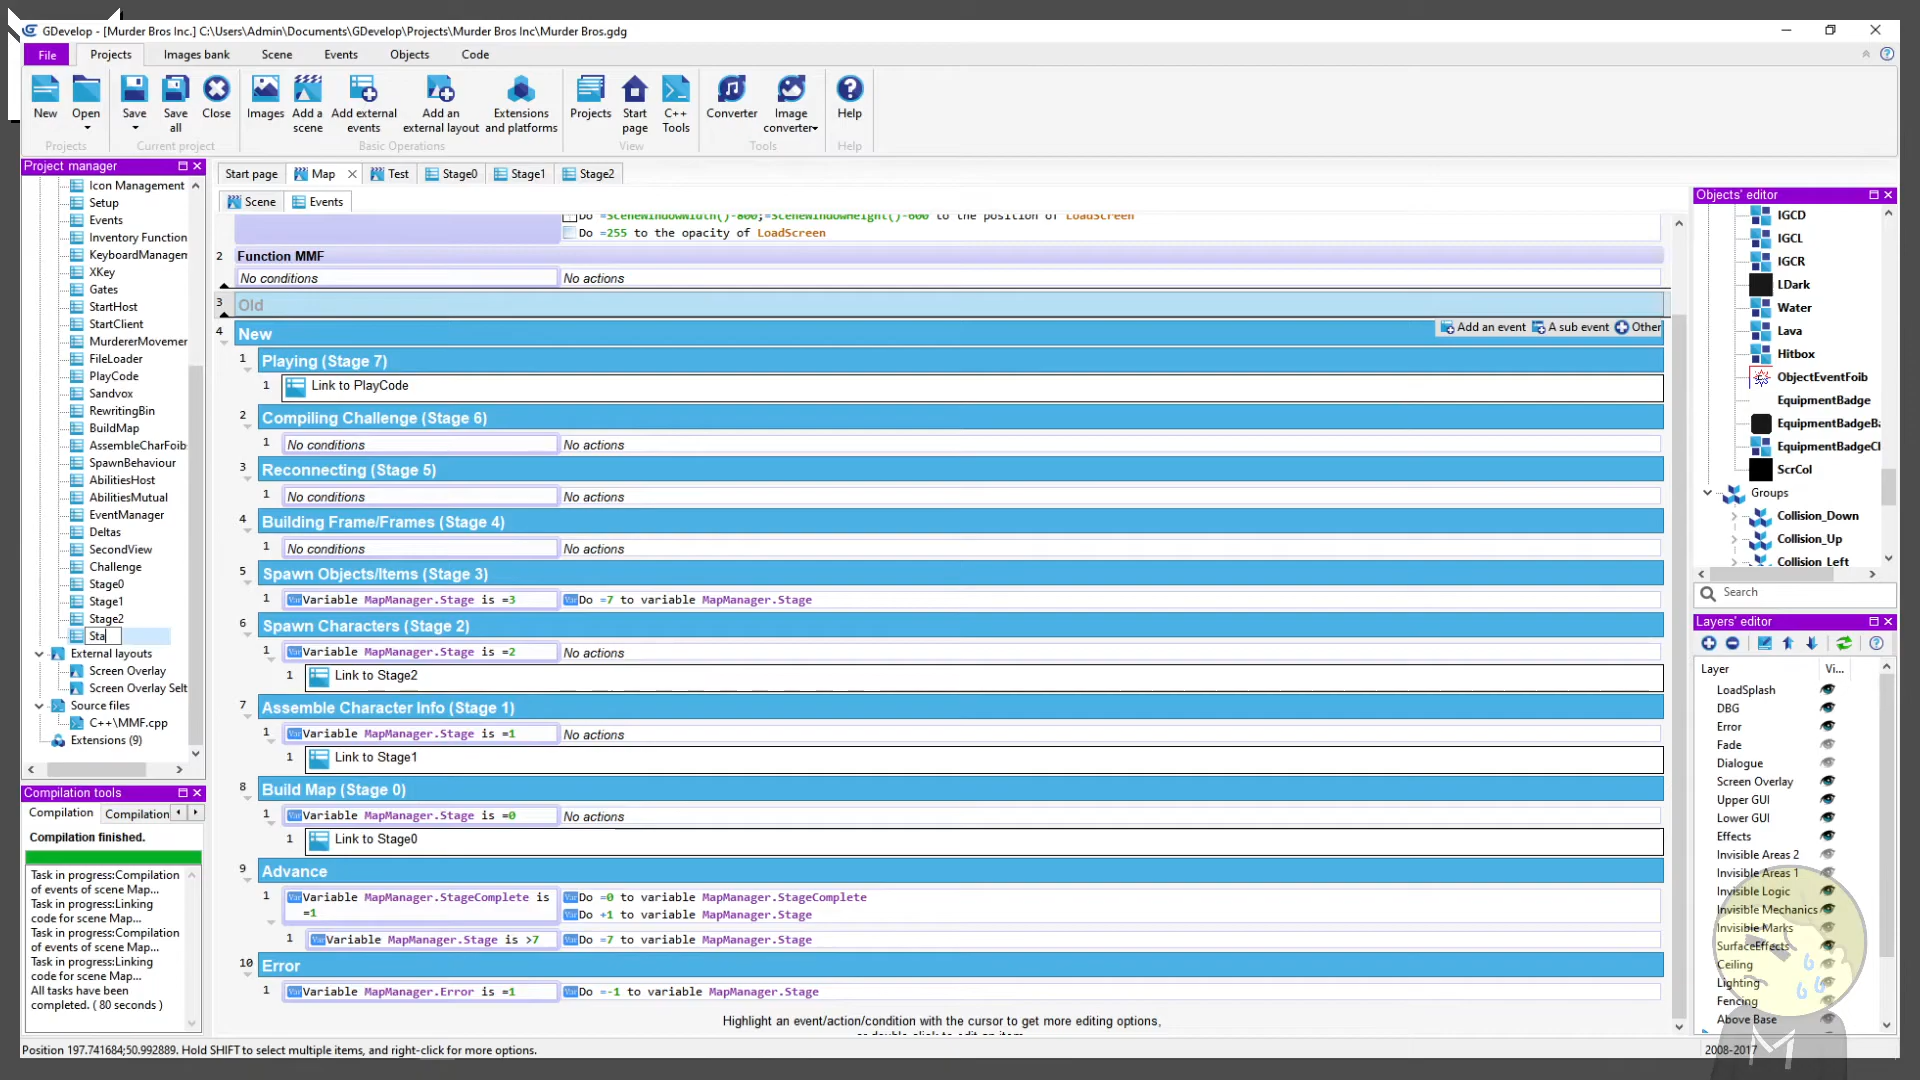 GDevelop - [Murder Bros Inc.] C:\Users\Admin\Documents\GDevelop\Projects\Murder Bros Inc\Murder Bros.gdg
File Projects Images bank Scene Events Objects Code
New Open Save Save all Close Images Add a scene Add external events Add an external layout Extensions and platforms Projects Start page C++ Tools Converter Image converter Help
Projects Current project Basic Operations View Tools Help
Project manager
Icon Management
Setup
Events
Inventory Function
KeyboardManagem
XKey
Gates
StartHost
StartClient
MurdererMovemer
FileLoader
PlayCode
Sandvox
RewritingBin
BuildMap
AssembleCharFoib
SpawnBehaviour
AbilitiesHost
AbilitiesMutual
EventManager
Deltas
SecondView
Challenge
Stage0
Stage1
Stage2
Sta
External layouts
Screen Overlay
Screen Overlay Selt
Source files
C++\MMF.cpp
Extensions (9)
Compilation tools
Compilation Compilation
Compilation finished.
Task in progress:Compilation
of events of scene Map...
Task in progress:Linking
code for scene Map...
Task in progress:Compilation
of events of scene Map...
Task in progress:Linking
code for scene Map...
All tasks have been
completed. ( 80 seconds )
Start page Map Test Stage0 Stage1 Stage2
Scene Events
Do =SceneWindowWidth()-800;=SceneWindowHeight()-600 to the position of LoadScreen
Do =255 to the opacity of LoadScreen
2 Function MMF
No conditions No actions
3 Old
4 New Add an event A sub event Other
1 Playing (Stage 7)
1 Link to PlayCode
2 Compiling Challenge (Stage 6)
1 No conditions No actions
3 Reconnecting (Stage 5)
1 No conditions No actions
4 Building Frame/Frames (Stage 4)
1 No conditions No actions
5 Spawn Objects/Items (Stage 3)
1 Variable MapManager.Stage is =3 Do =7 to variable MapManager.Stage
6 Spawn Characters (Stage 2)
1 Variable MapManager.Stage is =2 No actions
1 Link to Stage2
7 Assemble Character Info (Stage 1)
1 Variable MapManager.Stage is =1 No actions
1 Link to Stage1
8 Build Map (Stage 0)
1 Variable MapManager.Stage is =0 No actions
1 Link to Stage0
9 Advance
1 Variable MapManager.StageComplete is =1 Do =0 to variable MapManager.StageComplete
Do +1 to variable MapManager.Stage
1 Variable MapManager.Stage is >7 Do =7 to variable MapManager.Stage
10 Error
1 Variable MapManager.Error is =1 Do =-1 to variable MapManager.Stage
Highlight an event/action/condition with the cursor to get more editing options,
Objects' editor
IGCD
IGCL
IGCR
LDark
Water
Lava
Hitbox
ObjectEventFoib
EquipmentBadge
EquipmentBadgeBa
EquipmentBadgeCl
ScrCol
Groups
Collision_Down
Collision_Up
Collision Left
Search
Layers' editor
Layer Vi...
LoadSplash
DBG
Error
Fade
Dialogue
Screen Overlay
Upper GUI
Lower GUI
Effects
Invisible Areas 2
Invisible Areas 1
Invisible Logic
Invisible Mechanics
Invisible Marks
SurfaceEffects
Ceiling
Lighting
Fencing
Above Base
Position 197.741684;50.992889. Hold SHIFT to select multiple items, and right-click for more options.
2008-2017